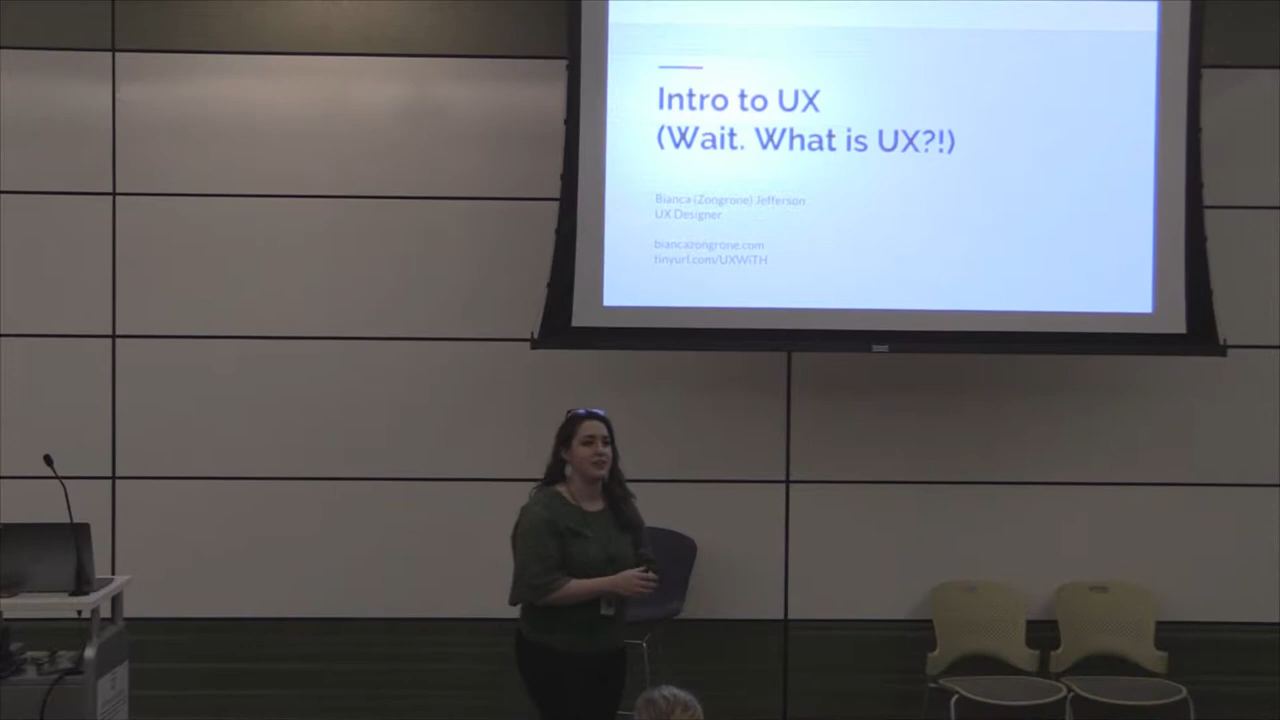 Intro to UX
(Wait. What is UX?!)
Bianca (Zongrone) Jefferson
UX Designer
biancazongrone.com
tinyurl.com/UXWiTH